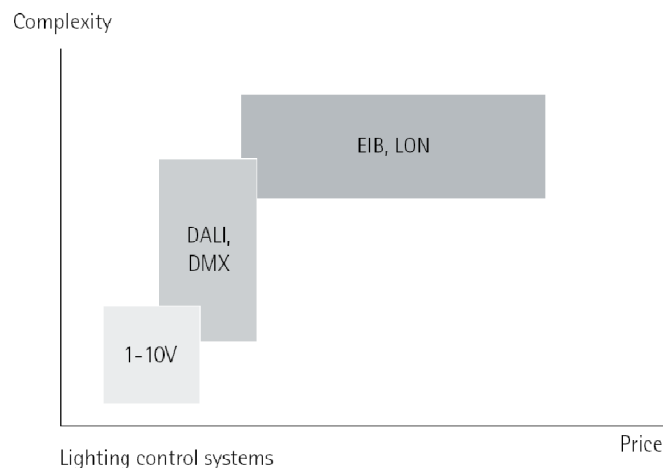 Complexity
EIB, LON
DALI,
DMX
1-10V
Price
Lighting control systems